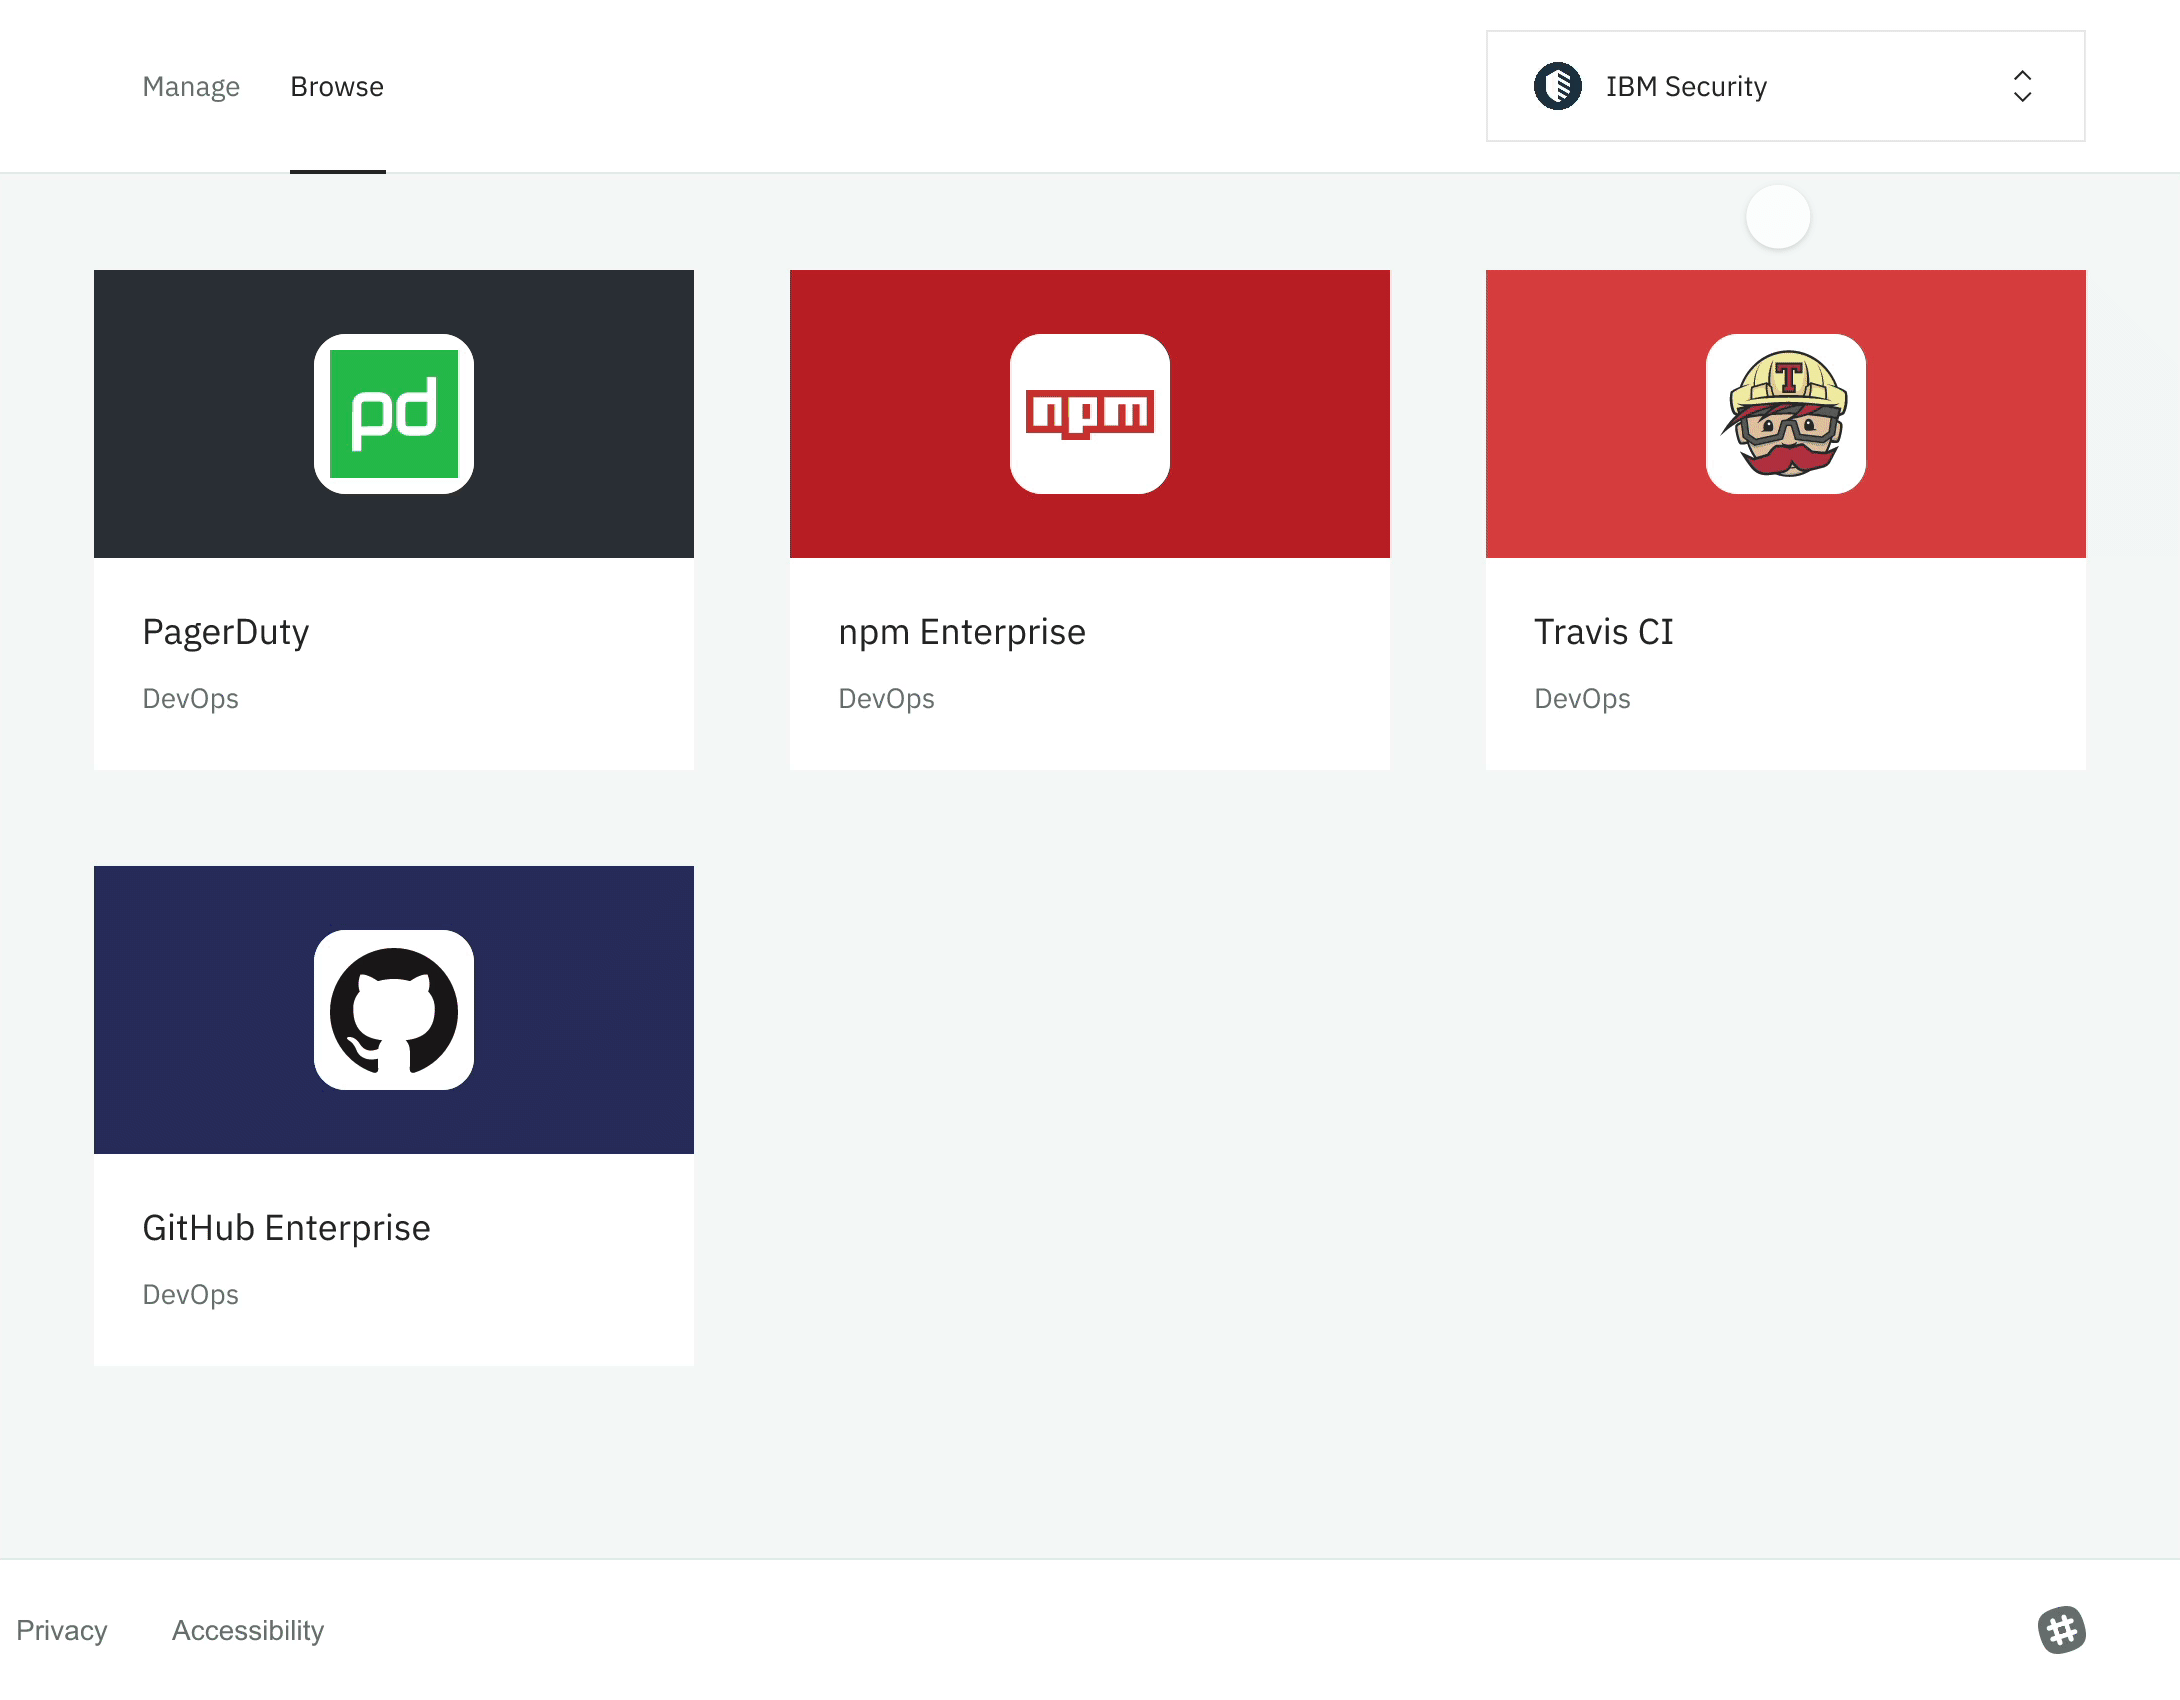 Manage Browse IBM Security
pd
npm
T
PagerDuty
npm Enterprise
Travis CI
DevOps
DevOps
DevOps
GitHub Enterprise
DevOps
Privacy Accessibility